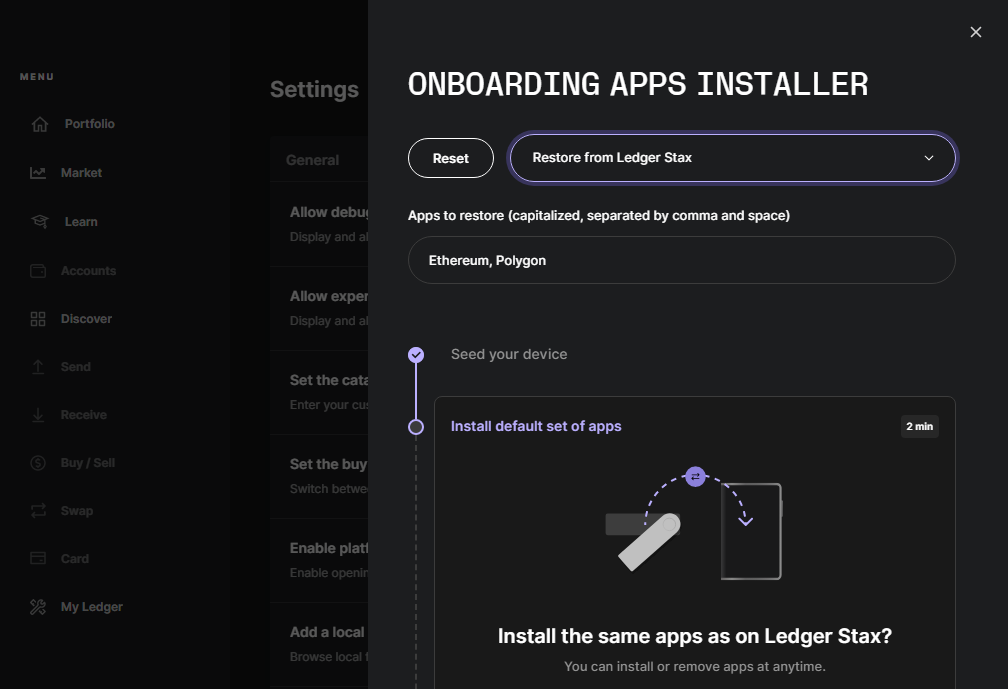 MENU
Portfolio
Market
Learn
Accounts
Discover
Send
Receive
Buy / Sell
Swap
Card
My Ledger
Settings
General
Allow debug
Display and al
Allow exper
Display and al
Set the cata
Enter your cus
Set the buy
Switch betwee
Enable platf
Enable openin
Add a local
Browse local f
ONBOARDING APPS INSTALLER
Reset
Restore from Ledger Stax
Apps to restore (capitalized, separated by comma and space)
Ethereum, Polygon
Seed your device
Install default set of apps
2 min
Install the same apps as on Ledger Stax?
You can install or remove apps at anytime.